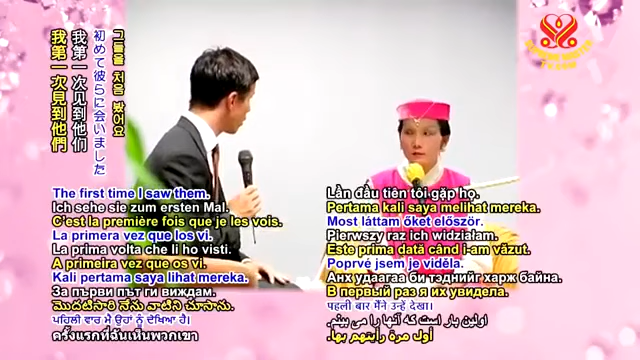 我第一次見到他們
我第一次见到他们
初めて彼らに会いました
그들을 처음 봤어요
The first time I saw them.
Ich sehe sie zum ersten Mal.
C'est la première fois que je les vois.
La primera vez que los vi.
La prima volta che li ho visti.
A primeira vez que os vi.
Kali pertama saya lihat mereka.
За първи път ги виждам.
మొదటిసారి నేను వాటిని చూసాను.
ਪਹਿਲੀ ਵਾਰ ਮੈਂ ਉਹਾਂ ਨੂੰ ਦੇਖਿਆ ਹੈ।
ครั้งแรกที่ฉันเห็นพวกเขา
Lần đầu tiên tôi gặp họ.
Pertama kali saya melihat mereka.
Most láttam őket először.
Pierwszy raz ich widziałam.
Este prima dată când i-am văzut.
Poprvé jsem je viděla.
Анх удаагаа би тэднийг харж байна.
В первый раз я их увидела.
पहली बार मैंने उन्हें देखा।
اولین بار است که آنها را می بینم.
أول مرة رأيتهم بها.